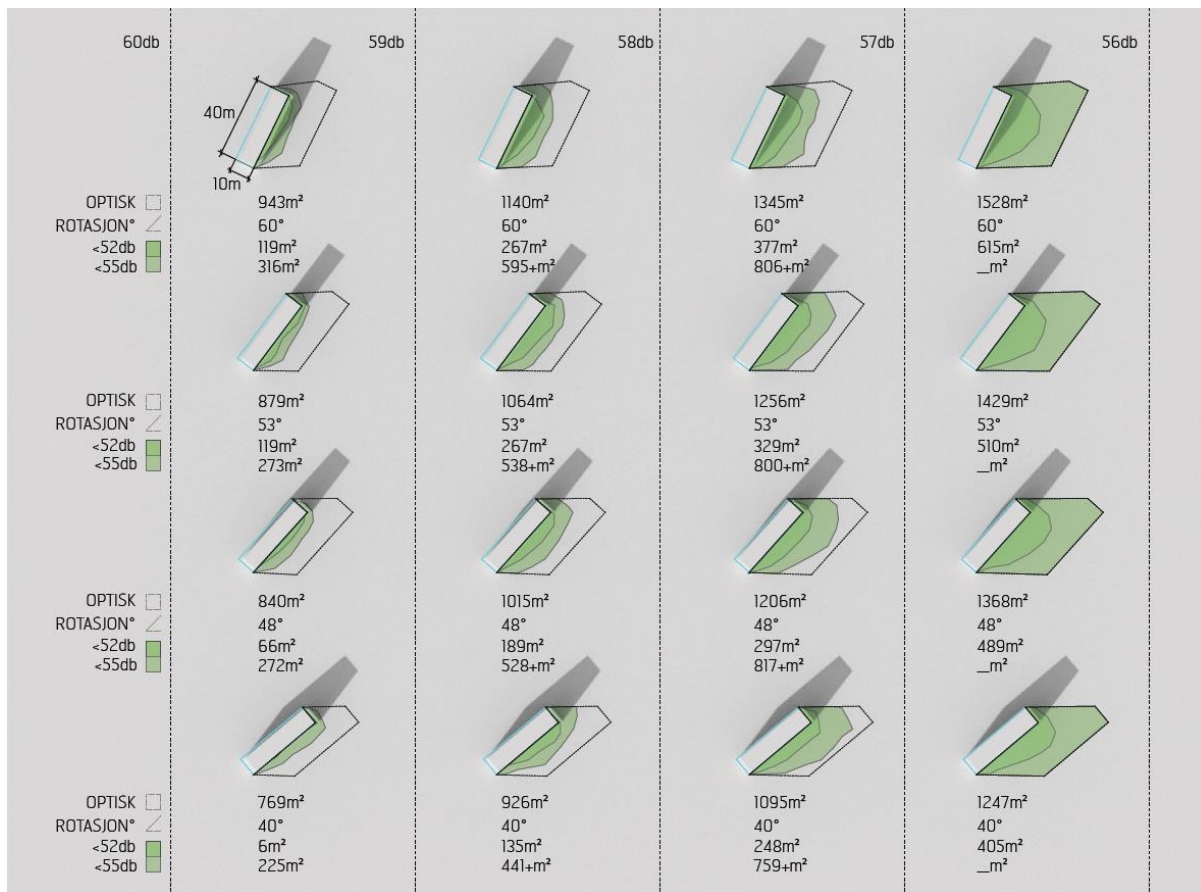 60db 59db 58db 57db 56db
40m
10m
OPTISK 943m² 1140m² 1345m² 1528m²
ROTASJON° 60° 60° 60° 60°
<52db 119m² 267m² 377m² 615m²
<55db 316m² 595+m² 806+m² __m²
OPTISK 879m² 1064m² 1256m² 1429m²
ROTASJON° 53° 53° 53° 53°
<52db 119m² 267m² 329m² 510m²
<55db 273m² 538+m² 800+m² __m²
OPTISK 840m² 1015m² 1206m² 1368m²
ROTASJON° 48° 48° 48° 48°
<52db 66m² 189m² 297m² 489m²
<55db 272m² 528+m² 817+m² __m²
OPTISK 769m² 926m² 1095m² 1247m²
ROTASJON° 40° 40° 40° 40°
<52db 6m² 135m² 248m² 405m²
<55db 225m² 441+m² 759+m² __m²